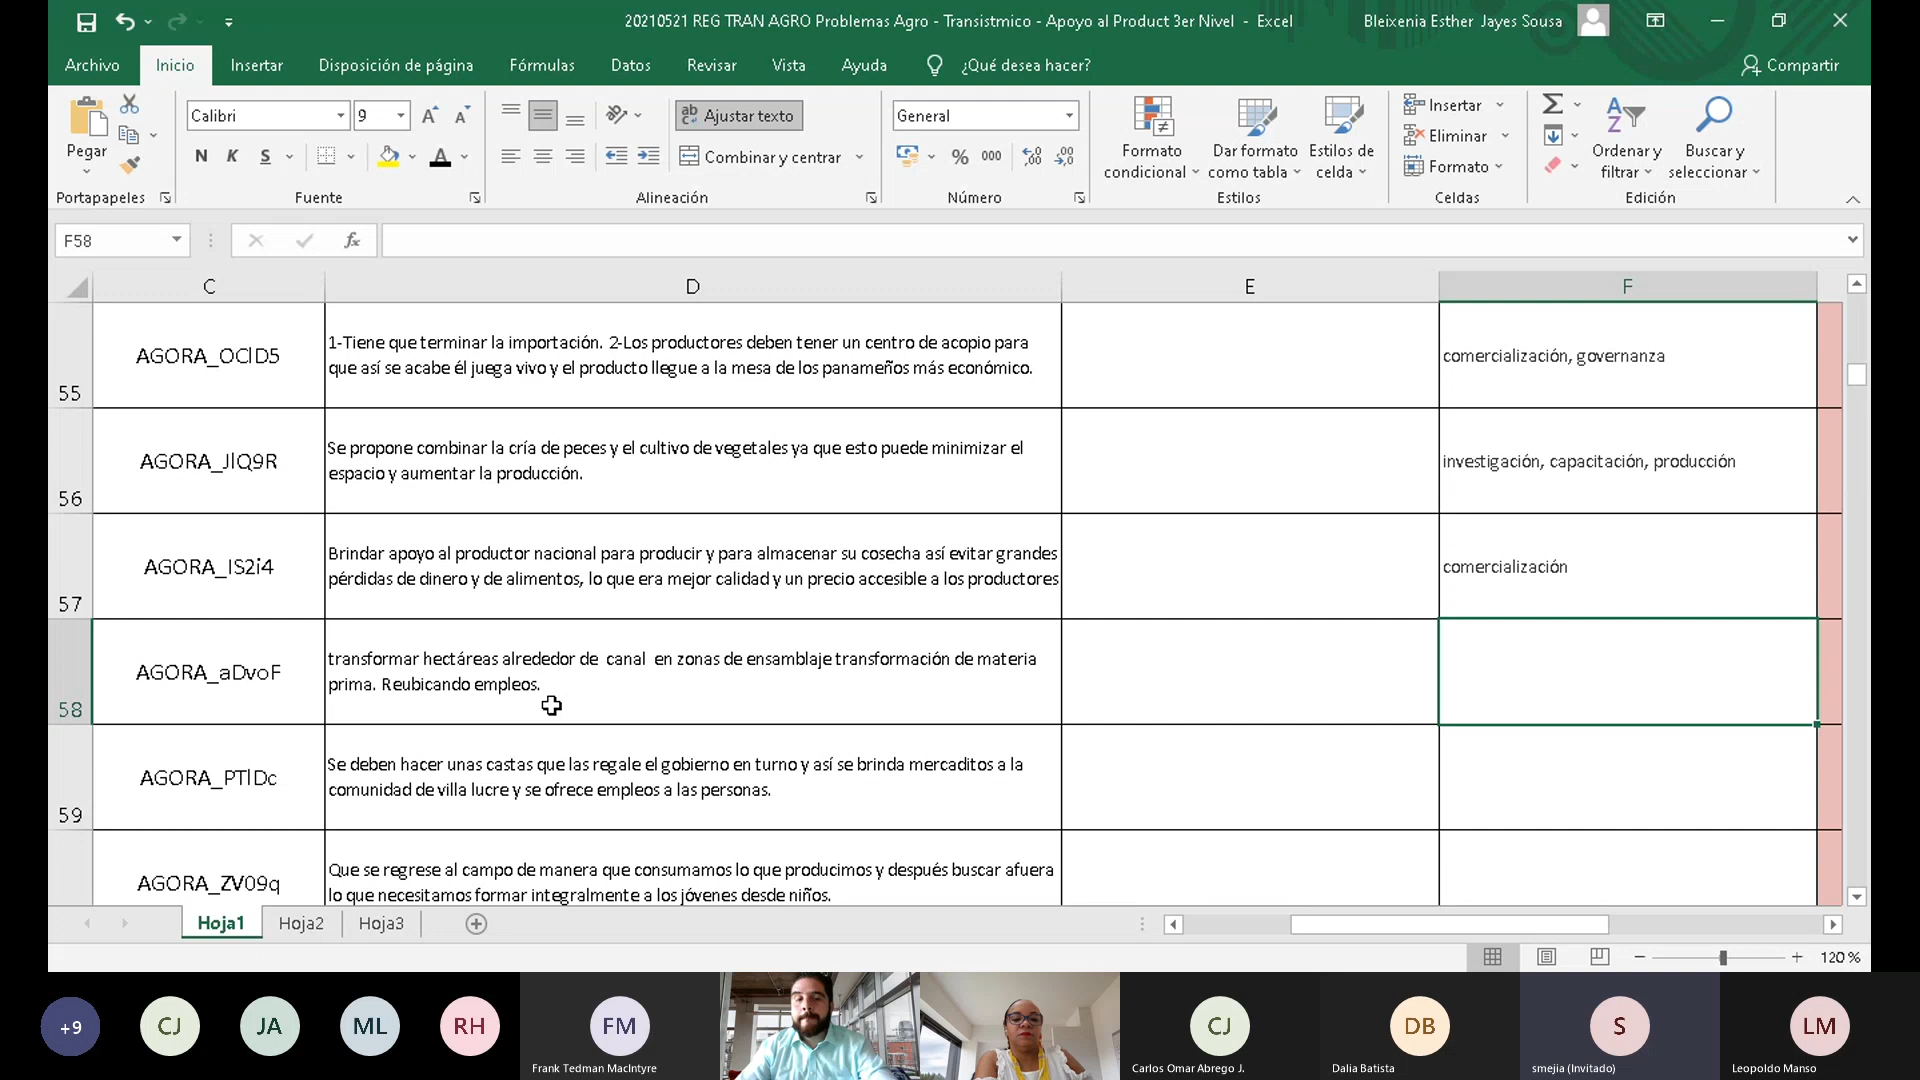 20210521 REG TRAN AGRO Problemas Agro - Transistmico - Apoyo al Product 3er Nivel - Excel
Bleixenia Esther Jayes Sousa
Archivo
Inicio
Insertar
Disposición de página
Fórmulas
Datos
Revisar
Vista
Ayuda
¿Qué desea hacer?
Compartir
Pegar
Calibri
9
N K S
Ajustar texto
Combinar y centrar
General
% 000
Formato condicional
Dar formato como tabla
Estilos de celda
Insertar
Eliminar
Formato
Ordenar y filtrar
Buscar y seleccionar
Portapapeles
Fuente
Alineación
Número
Estilos
Celdas
Edición
F58
fx
C
D
E
F
55
AGORA_OClD5
1-Tiene que terminar la importación. 2-Los productores deben tener un centro de acopio para
que así se acabe él juega vivo y el producto llegue a la mesa de los panameños más económico.
comercialización, governanza
56
AGORA_JlQ9R
Se propone combinar la cría de peces y el cultivo de vegetales ya que esto puede minimizar el
espacio y aumentar la producción.
investigación, capacitación, producción
57
AGORA_IS2i4
Brindar apoyo al productor nacional para producir y para almacenar su cosecha así evitar grandes
pérdidas de dinero y de alimentos, lo que era mejor calidad y un precio accesible a los productores
comercialización
58
AGORA_aDvoF
transformar hectáreas alrededor de canal en zonas de ensamblaje transformación de materia
prima. Reubicando empleos.
59
AGORA_PTlDc
Se deben hacer unas castas que las regale el gobierno en turno y así se brinda mercaditos a la
comunidad de villa lucre y se ofrece empleos a las personas.
AGORA_ZV09q
Que se regrese al campo de manera que consumamos lo que producimos y después buscar afuera
lo que necesitamos formar integralmente a los jóvenes desde niños.
Hoja1
Hoja2
Hoja3
120 %
+9
CJ
JA
ML
RH
FM
Frank Tedman MacIntyre
CJ
Carlos Omar Abrego J.
DB
Dalia Batista
S
smejia (Invitado)
LM
Leopoldo Manso